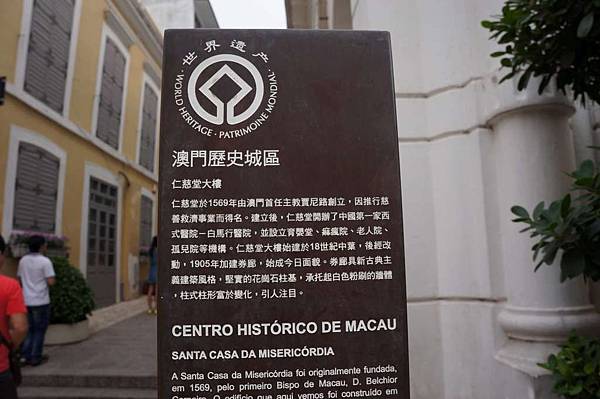 世界遺產
WORLD HERITAGE · PATRIMOINE MONDIAL
澳門歷史城區
仁慈堂大樓
仁慈堂於1569年由澳門首任主教賈尼路創立，因推行慈
善救濟事業而得名。建立後，仁慈堂開辦了中國第一家西
式醫院－白馬行醫院，並設立育嬰堂、痲瘋院、老人院、
孤兒院等機構。仁慈堂大樓始建於18世紀中葉，後經改
動，1905年加建券廊，始成今日面貌。券廊具新古典主
義建築風格，堅實的花崗石柱基，承托起白色粉刷的牆體
，柱式柱形富於變化，引人注目。
CENTRO HISTÓRICO DE MACAU
SANTA CASA DA MISERICÓRDIA
A Santa Casa da Misericórdia foi originalmente fundada,
em 1569, pelo primeiro Bispo de Macau, D. Belchior
Carneiro. O edifício que aqui vemos foi construído em